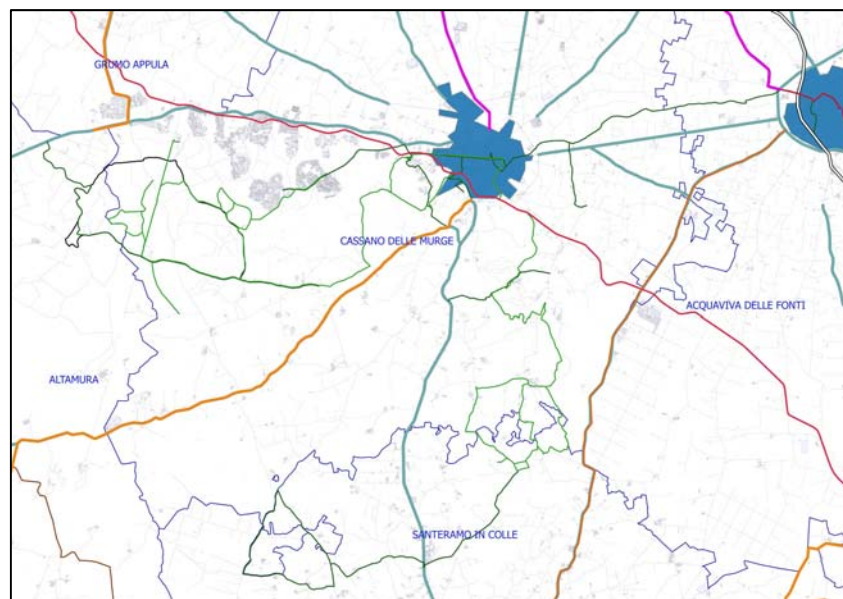 GRUMO APPULA
CASSANO DELLE MURGE
ACQUAVIVA DELLE FONTI
ALTAMURA
SANTERAMO IN COLLE